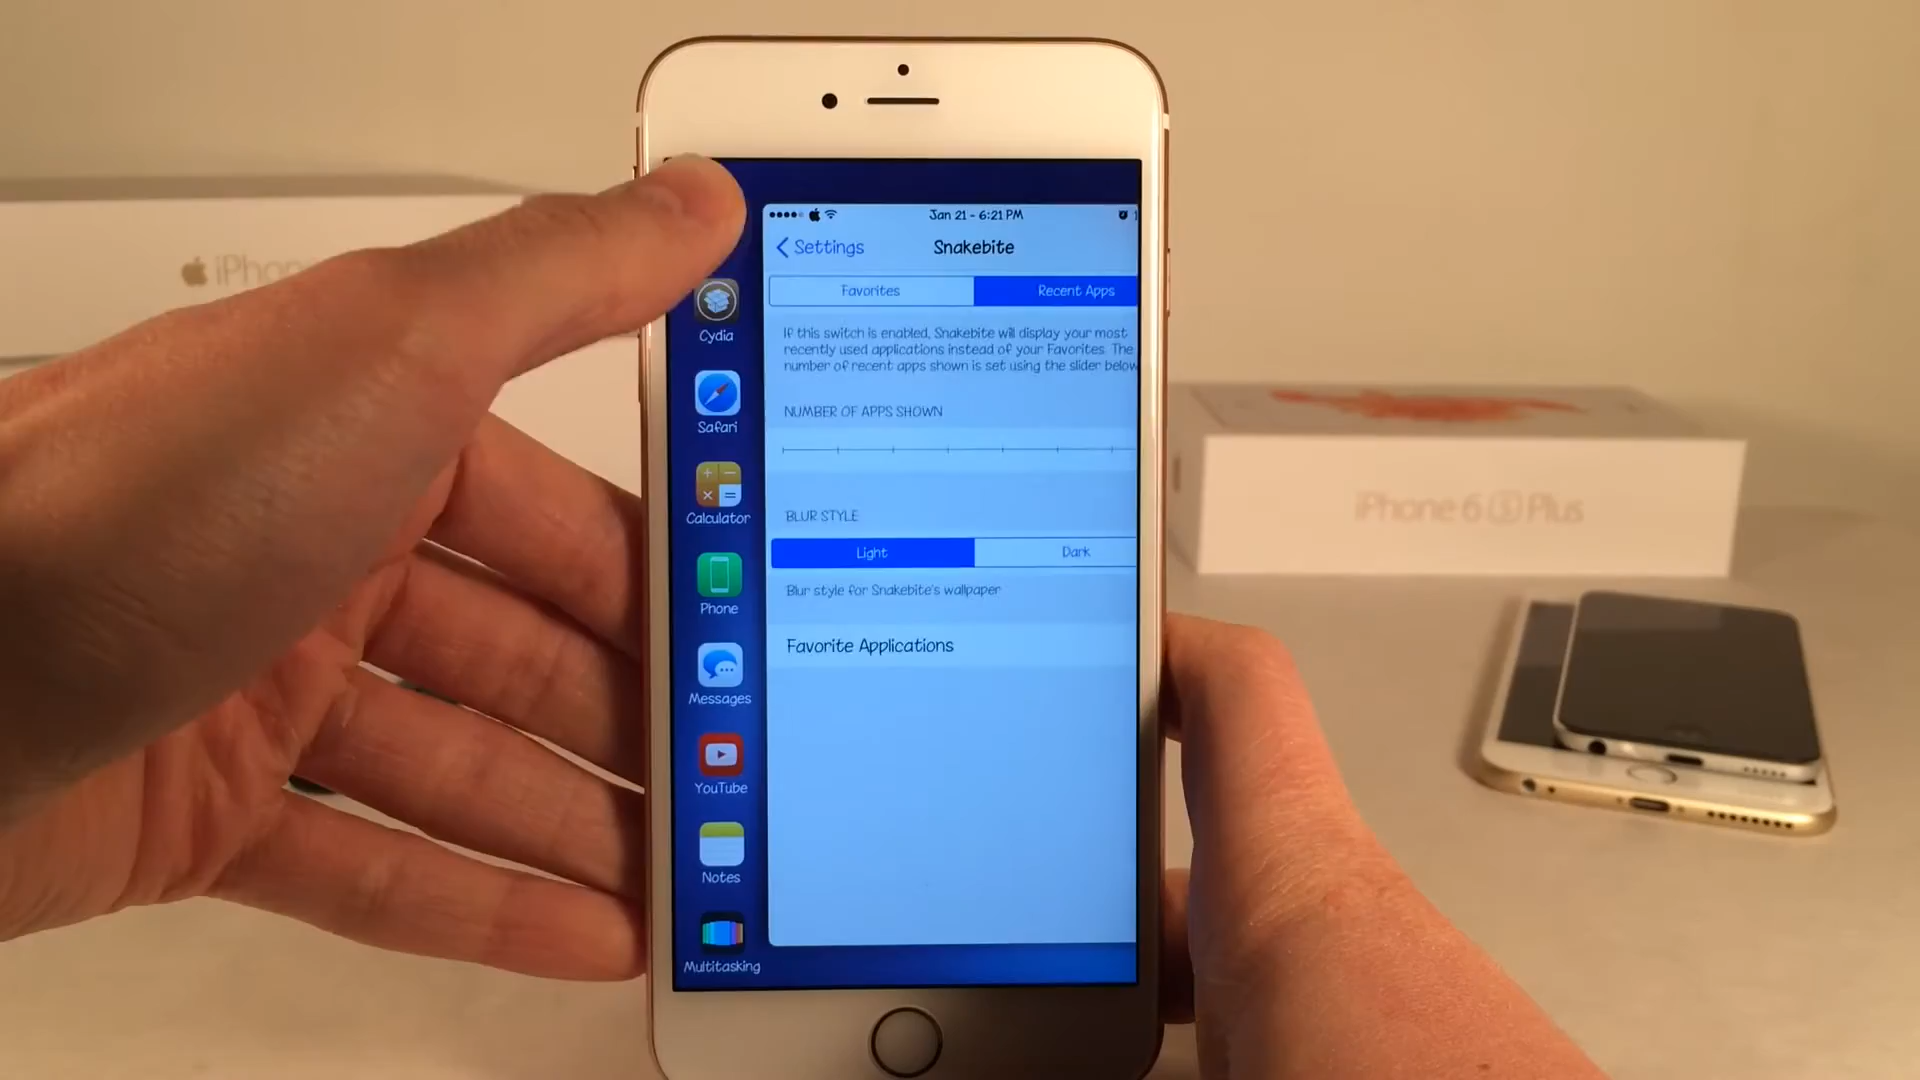 iPhon
Jan 21 - 6:21 PM
Settings
Snakebite
Favorites
Recent Apps
If this switch is enabled, Snakebite will display your most
recently used applications instead of your Favorites. The
number of recent apps shown is set using the slider below
NUMBER OF APPS SHOWN
BLUR STYLE
Light
Dark
Blur style for Snakebite's wallpaper
Favorite Applications
Cydia
Safari
Calculator
Phone
Messages
YouTube
Notes
Multitasking
iPhone 6S Plus